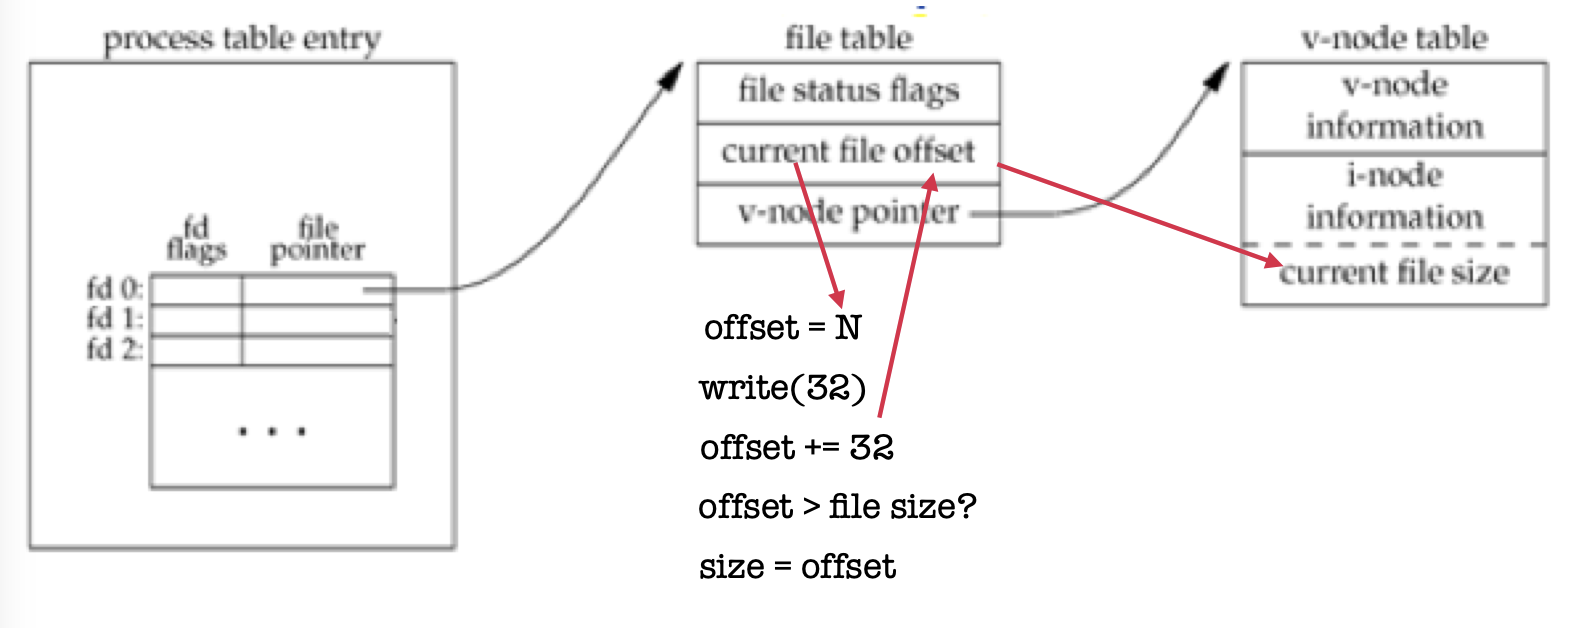 process table entry
fd
flags
file
pointer
fd 0:
fd 1:
fd 2:
. . .
file table
file status flags
current file offset
v-node pointer
offset = N
write(32)
offset += 32
offset > file size?
size = offset
v-node table
v-node
information
i-node
information
current file size